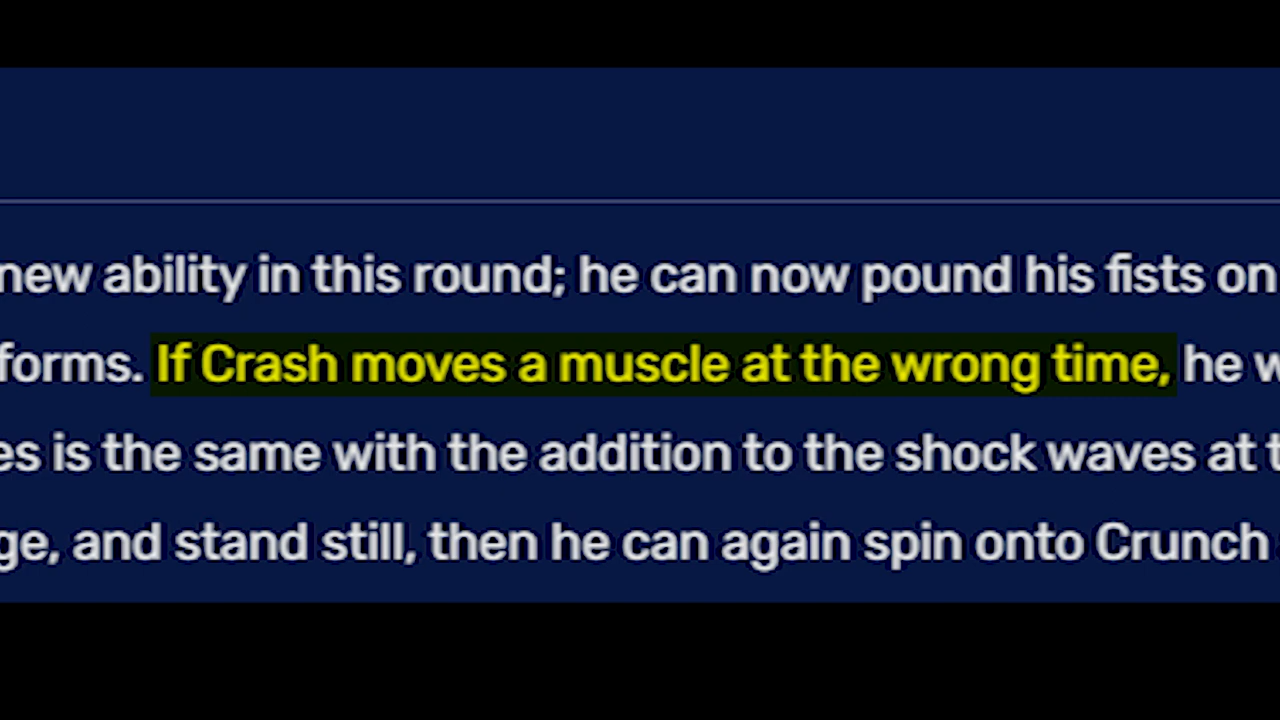 new ability in this round; he can now pound his fists on
forms. If Crash moves a muscle at the wrong time, he
is the same with the addition to the shock waves at
and stand still, then he can again spin onto Crunch